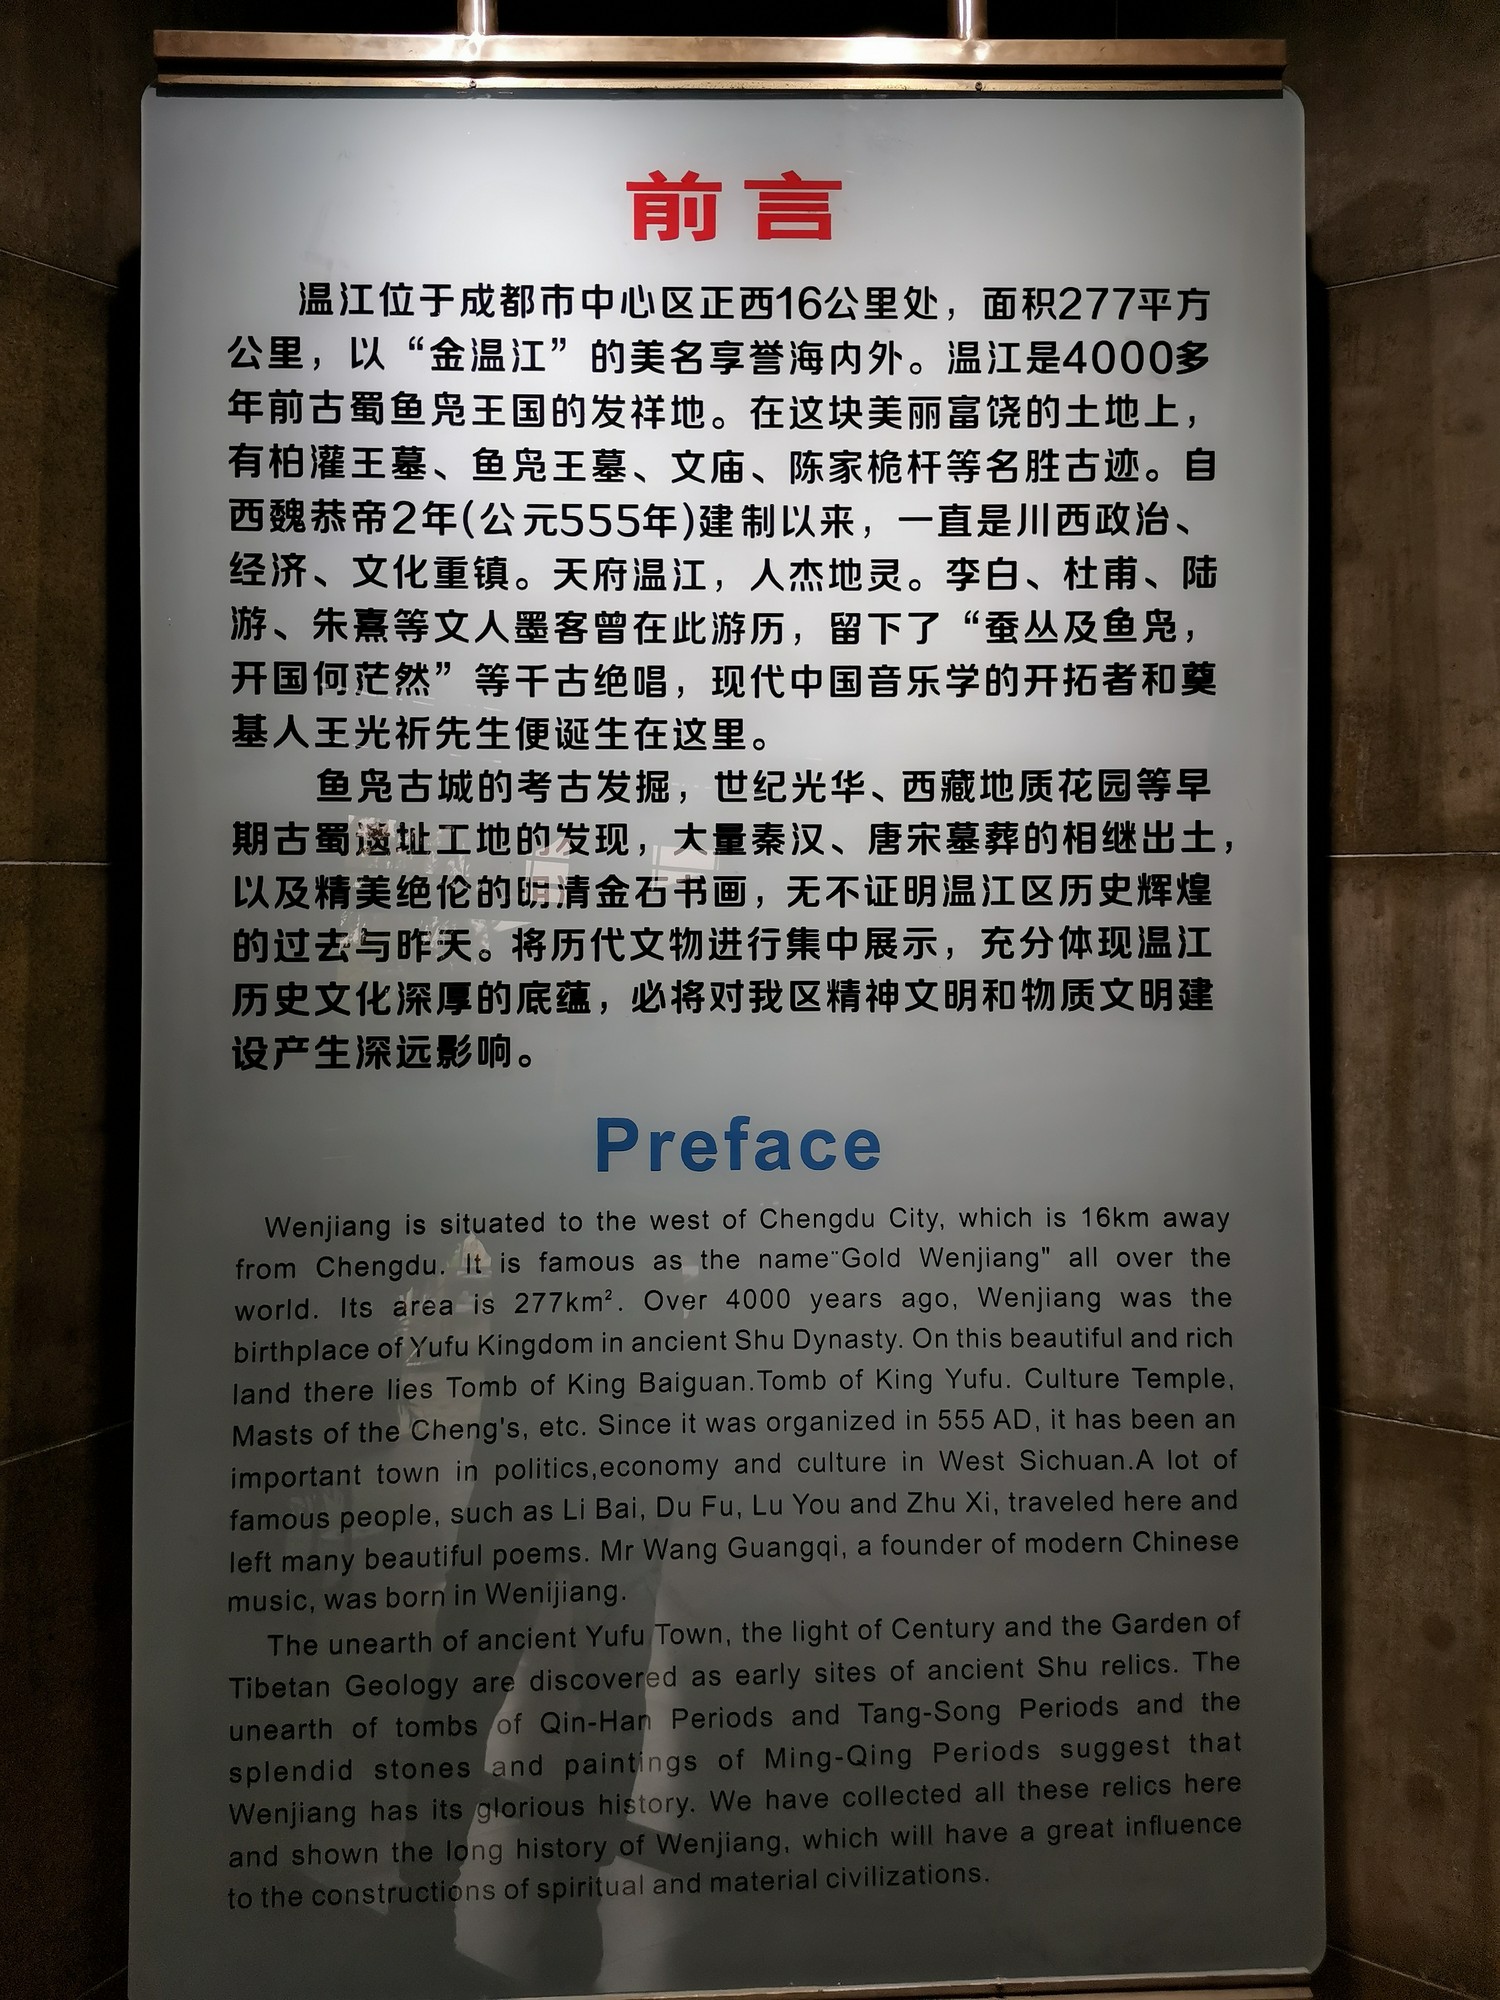 前言
温江位于成都市中心区正西16公里处，面积277平方
公里，以“金温江”的美名享誉海内外。温江是4000多
年前古蜀鱼凫王国的发祥地。在这块美丽富饶的土地上，
有柏灌王墓、鱼凫王墓、文庙、陈家桅杆等名胜古迹。自
西魏恭帝2年(公元555年)建制以来，一直是川西政治、
经济、文化重镇。天府温江，人杰地灵。李白、杜甫、陆
游、朱熹等文人墨客曾在此游历，留下了“蚕丛及鱼凫，
开国何茫然”等千古绝唱，现代中国音乐学的开拓者和奠
基人王光祈先生便诞生在这里。
鱼凫古城的考古发掘，世纪光华、西藏地质花园等早
期古蜀遗址工地的发现，大量秦汉、唐宋墓葬的相继出土，
以及精美绝伦的明清金石书画，无不证明温江区历史辉煌
的过去与昨天。将历代文物进行集中展示，充分体现温江
历史文化深厚的底蕴，必将对我区精神文明和物质文明建
设产生深远影响。
Preface
Wenjiang is situated to the west of Chengdu City, which is 16km away
from Chengdu. It is famous as the name¨Gold Wenjiang" all over the
world. Its area is 277km². Over 4000 years ago, Wenjiang was the
birthplace of Yufu Kingdom in ancient Shu Dynasty. On this beautiful and rich
land there lies Tomb of King Baiguan.Tomb of King Yufu. Culture Temple,
Masts of the Cheng's, etc. Since it was organized in 555 AD, it has been an
important town in politics,economy and culture in West Sichuan.A lot of
famous people, such as Li Bai, Du Fu, Lu You and Zhu Xi, traveled here and
left many beautiful poems. Mr Wang Guangqi, a founder of modern Chinese
music, was born in Wenijiang.
The unearth of ancient Yufu Town, the light of Century and the Garden of
Tibetan Geology are discovered as early sites of ancient Shu relics. The
unearth of tombs of Qin-Han Periods and Tang-Song Periods and the
splendid stones and paintings of Ming-Qing Periods suggest that
Wenjiang has its glorious history. We have collected all these relics here
and shown the long history of Wenjiang, which will have a great influence
to the constructions of spiritual and material civilizations.